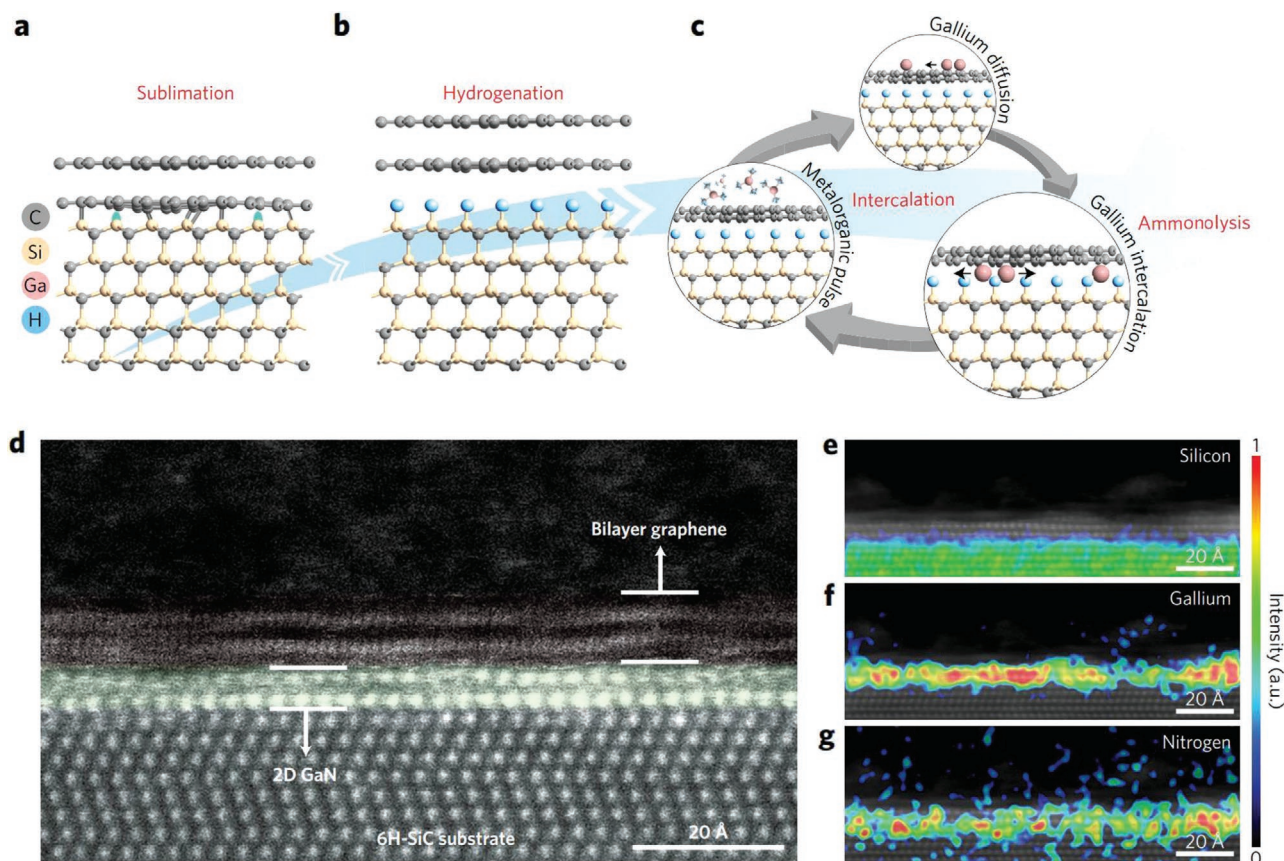 a
Sublimation
C
Si
Ga
H
b
Hydrogenation
c
Gallium diffusion
Metalorganic pulse
Intercalation
Gallium intercalation
Ammonolysis
d
Bilayer graphene
2D GaN
6H-SiC substrate
20 Å
e
Silicon
20 Å
f
Gallium
20 Å
g
Nitrogen
20 Å
1
Intensity (a.u.)
0